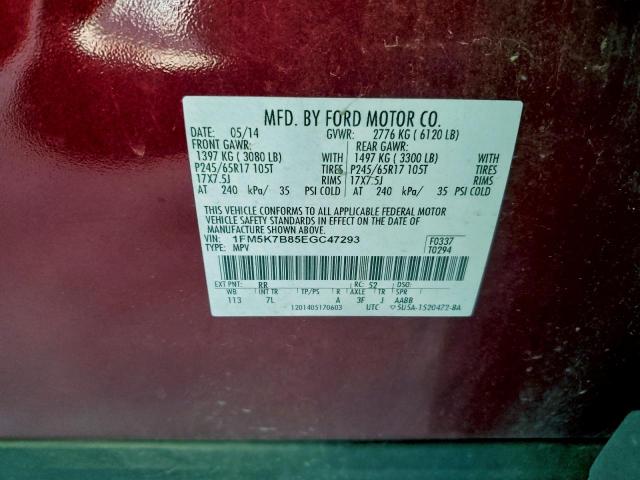 MFD. BY FORD MOTOR CO.
DATE: 05/14 GVWR: 2776 KG ( 6120 LB)
FRONT GAWR: REAR GAWR:
1397 KG ( 3080 LB) WITH 1497 KG ( 3300 LB) WITH
P245/65R17 105T TIRES P245/65R17 105T TIRES
17X7.5J RIMS 17X7.5J RIMS
AT 240 kPa/ 35 PSI COLD AT 240 kPa/ 35 PSI COLD
THIS VEHICLE CONFORMS TO ALL APPLICABLE FEDERAL MOTOR
VEHICLE SAFETY STANDARDS IN EFFECT ON THE DATE OF
MANUFACTURE SHOWN ABOVE.
VIN: 1FM5K7B85EGC47293 F0337
TYPE: MPV T0294
EXT PNT: RR RC: 52 DSO:
WB INT TR TP/PS R AXLE TR SPR
113 7L A 3F J AABB
1201405170603 UTC 5U5A-1520472-BA